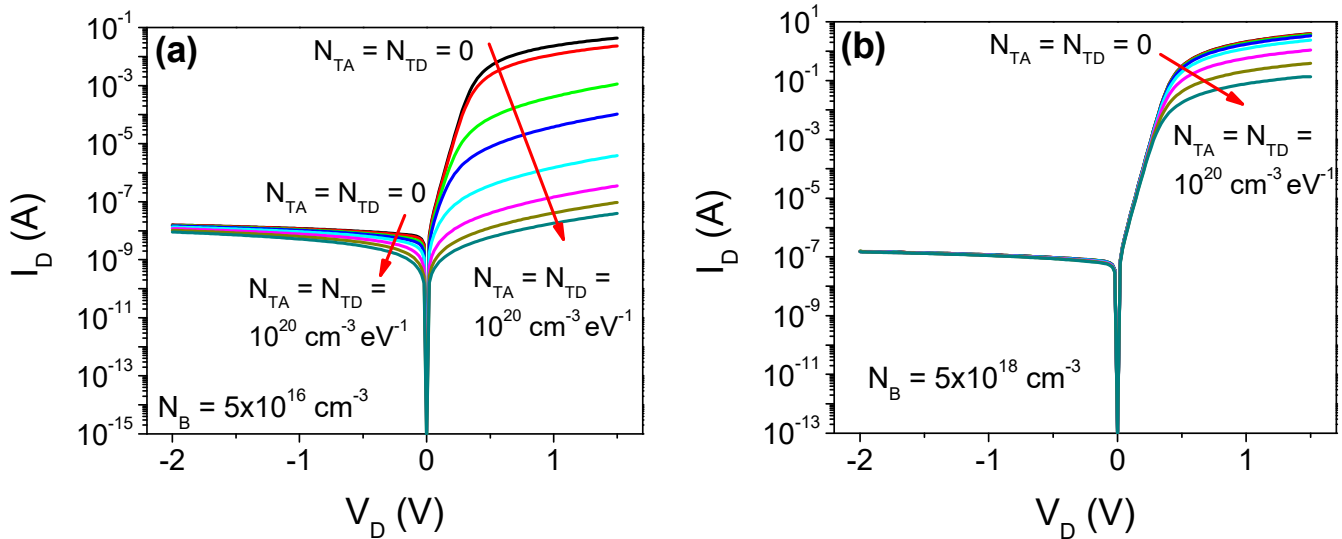 (a)
N_TA = N_TD = 0
N_TA = N_TD = 0
N_TA = N_TD =
10^20 cm^-3 eV^-1
N_TA = N_TD =
10^20 cm^-3 eV^-1
N_B = 5x10^16 cm^-3
10^-1
10^-3
10^-5
10^-7
10^-9
10^-11
10^-13
10^-15
I_D (A)
-2 -1 0 1
V_D (V)
(b)
N_TA = N_TD = 0
N_TA = N_TD =
10^20 cm^-3 eV^-1
N_B = 5x10^18 cm^-3
10^1
10^-1
10^-3
10^-5
10^-7
10^-9
10^-11
10^-13
I_D (A)
-2 -1 0 1
V_D (V)